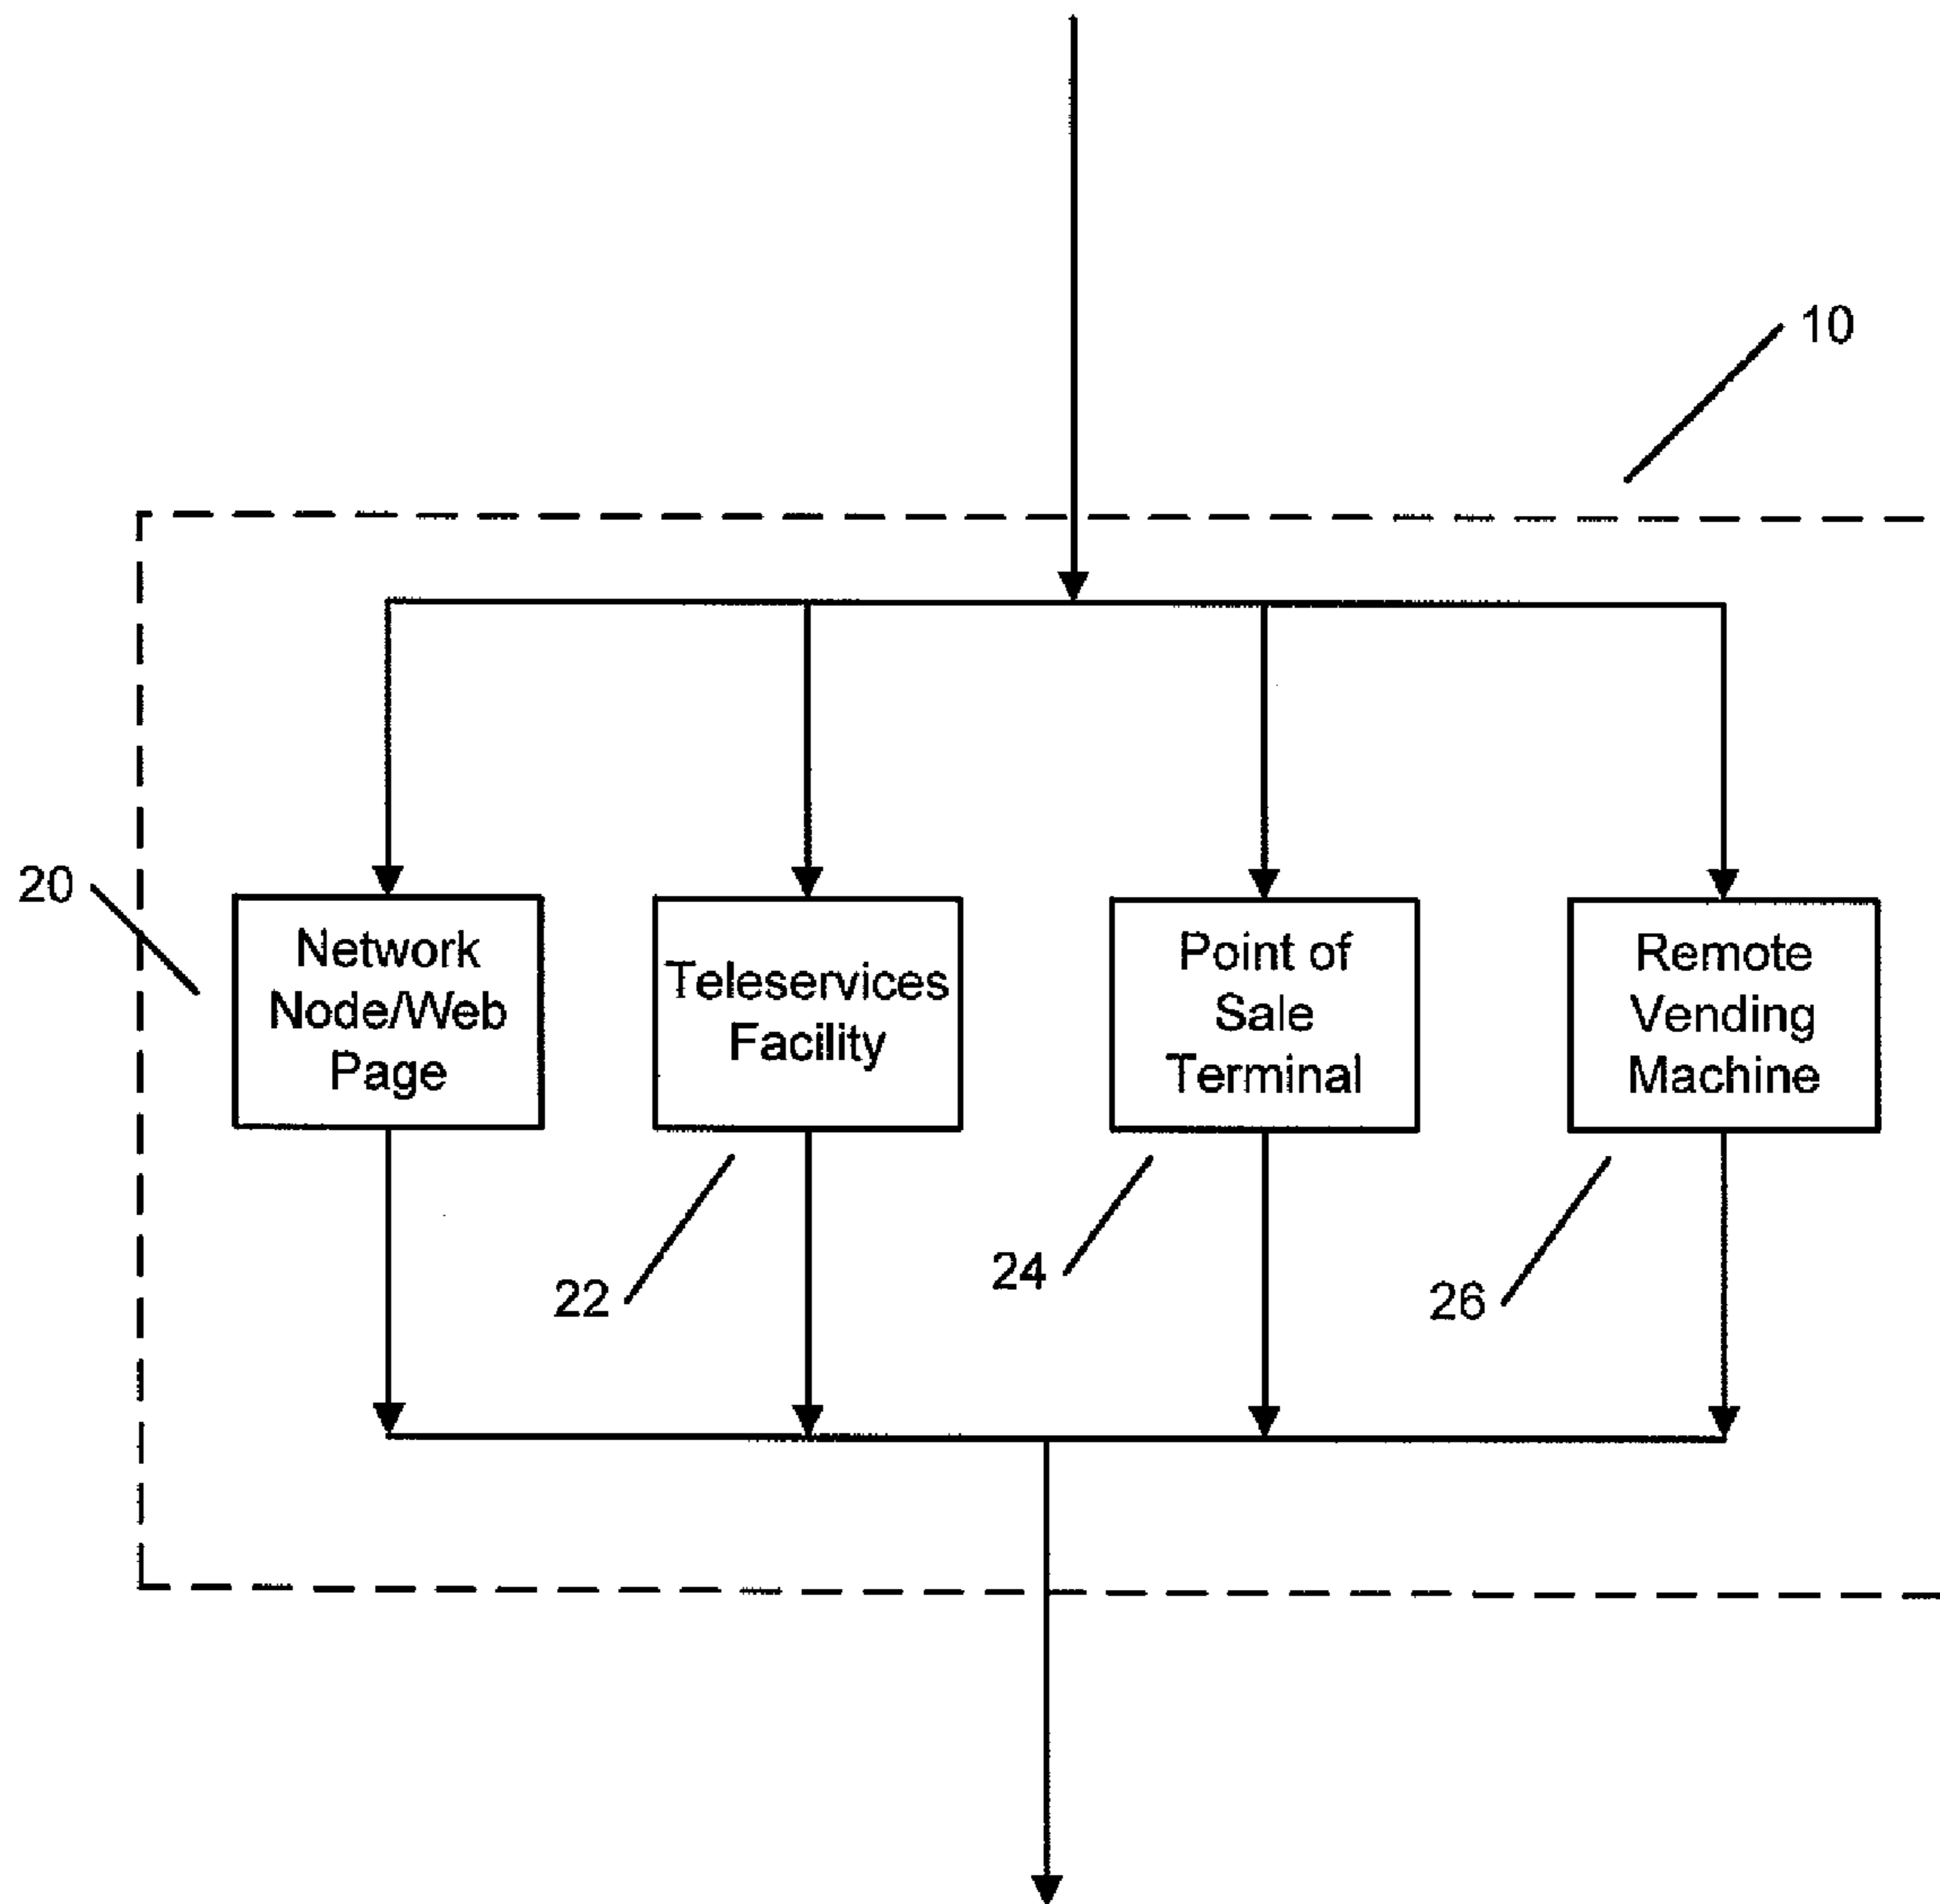 10
20
Network
Node/Web
Page
Teleservices
Facility
Point of
Sale
Terminal
Remote
Vending
Machine
22
24
26